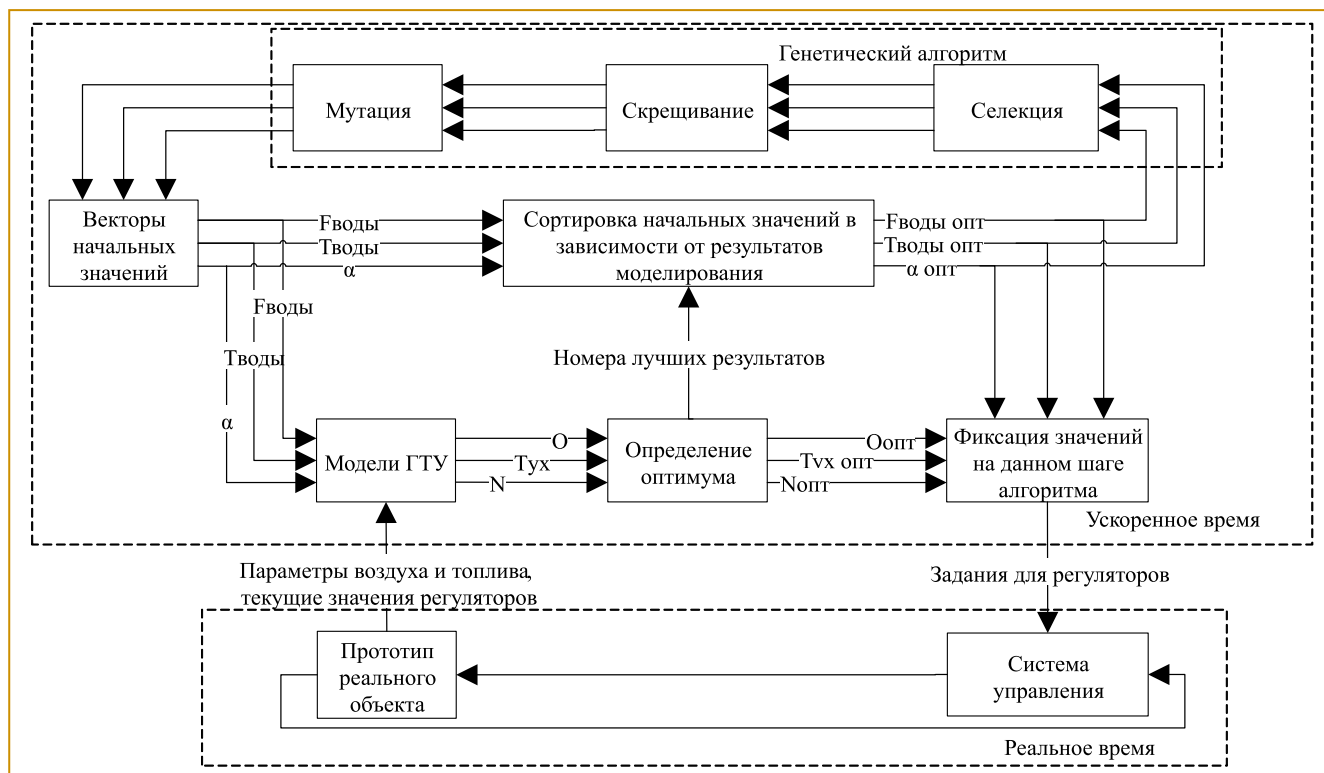 Генетический алгоритм
Мутация
Скрещивание
Селекция
Векторы
начальных
значений
Fводы
Tводы
α
Сортировка начальных значений в
зависимости от результатов
моделирования
Fводы опт
Tводы опт
α опт
Fводы
Tводы
α
Номера лучших результатов
Модели ГТУ
O
Tух
N
Определение
оптимума
Oопт
Tvx опт
Nопт
Фиксация значений
на данном шаге
алгоритма
Ускоренное время
Параметры воздуха и топлива,
текущие значения регуляторов
Задания для регуляторов
Прототип
реального
объекта
Система
управления
Реальное время